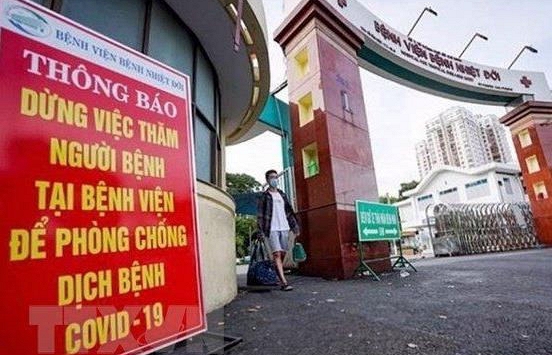 BỆNH VIỆN BỆNH NHIỆT ĐỚI
THÔNG BÁO
DỪNG VIỆC THĂM
NGƯỜI BỆNH
TẠI BỆNH VIỆN
ĐỂ PHÒNG CHỐNG
DỊCH BỆNH
COVID-19
BỆNH VIỆN BỆNH NHIỆT ĐỚI